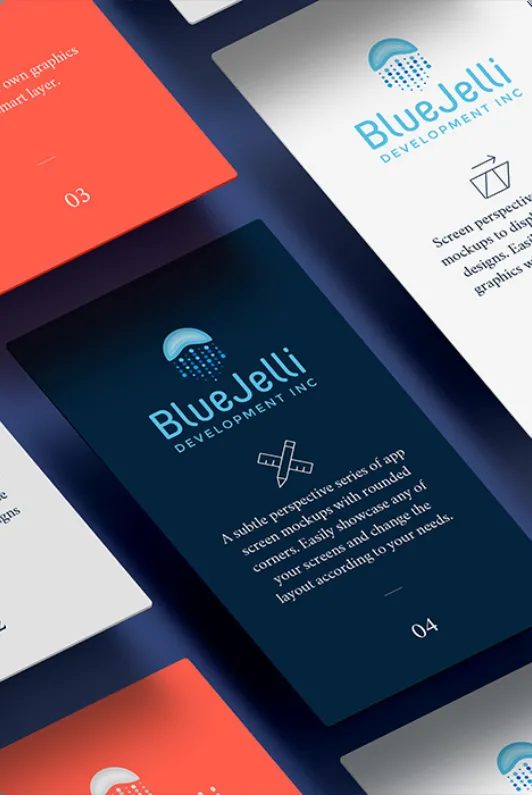 own graphics
smart layer.
03
BlueJelli
DEVELOPMENT INC
Screen perspective
mockups to
designs.
graphics
BlueJelli
DEVELOPMENT INC
A subtle perspective series of app
screen mockups with rounded
corners. Easily showcase any of
your screens and change the
layout according to your needs.
04
BlueJelli